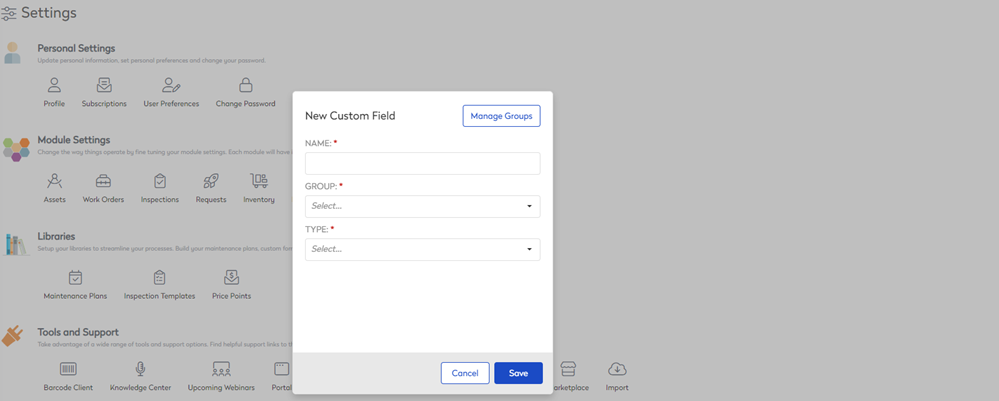 Settings
Personal Settings
Update personal information, set personal preferences and change your password.
Profile
Subscriptions
User Preferences
Change Password
Module Settings
Change the way things operate by fine tuning your module settings. Each module will have
Assets
Work Orders
Inspections
Requests
Inventory
Libraries
Setup your libraries to streamline your processes. Build your maintenance plans, custom
Maintenance Plans
Inspection Templates
Price Points
Tools and Support
Take advantage of a wide range of tools and support options. Find helpful support links to
Barcode Client
Knowledge Center
Upcoming Webinars
Portal
arketplace
Import
New Custom Field
Manage Groups
NAME: *
GROUP: *
Select...
TYPE: *
Select...
Cancel
Save